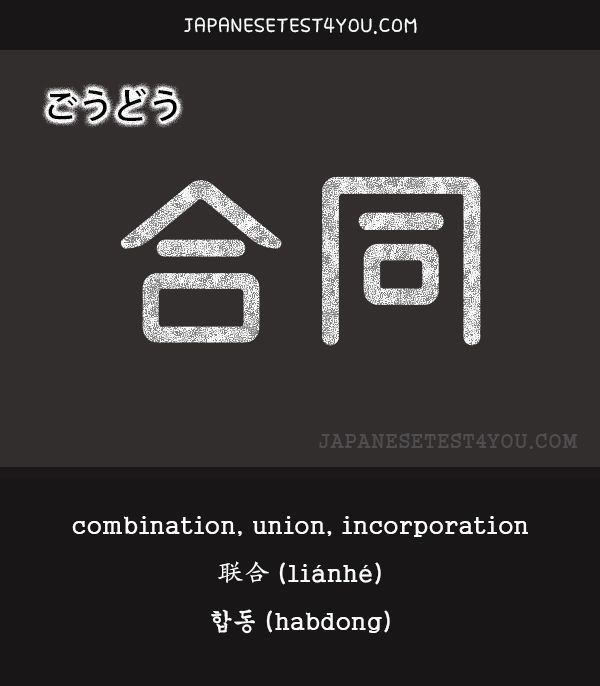 JAPANESETEST4YOU.COM
ごうどう
合同
JAPANESETEST4YOU.COM
combination, union, incorporation
联合 (liánhé)
합동 (habdong)